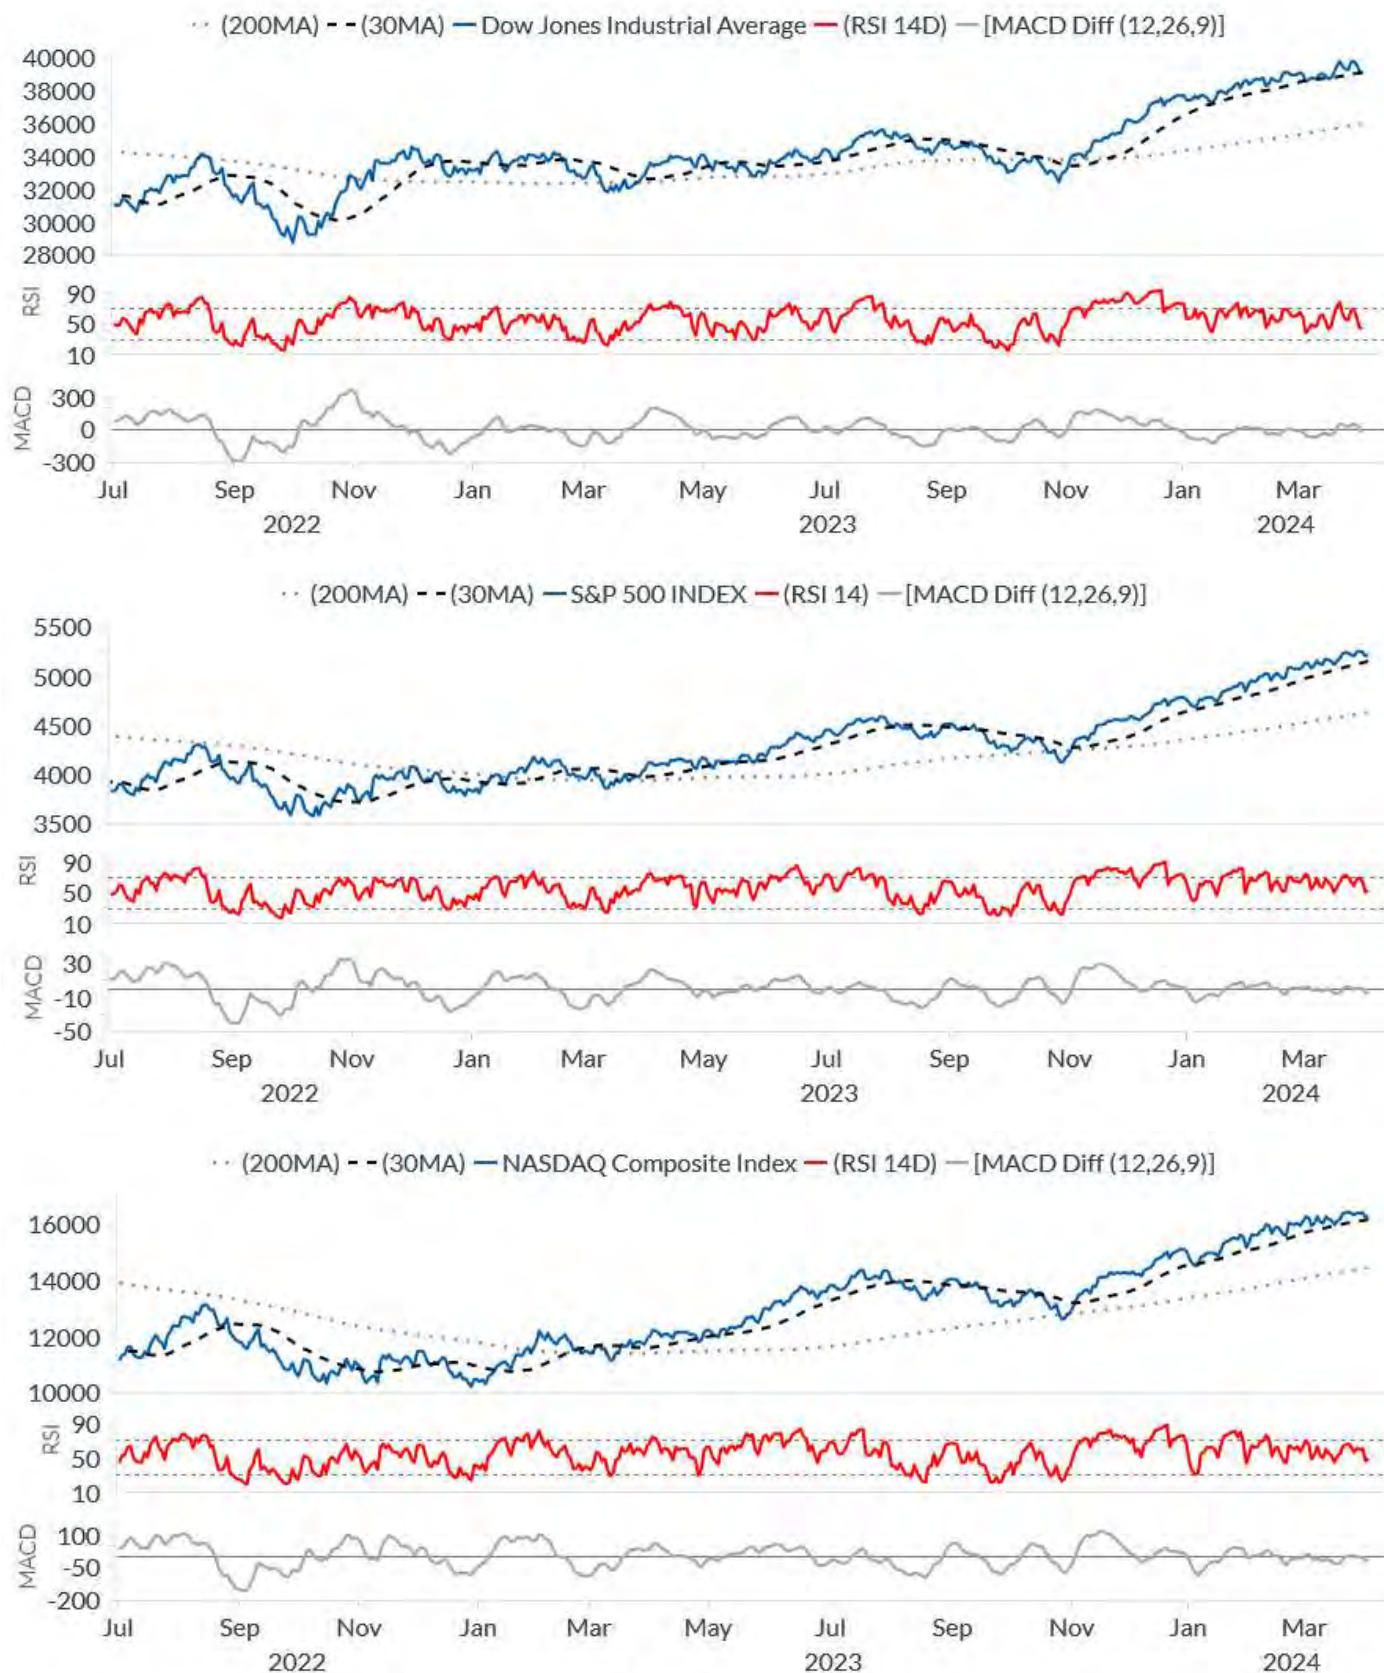 (200MA) (30MA) Dow Jones Industrial Average (RSI 14D) [MACD Diff (12,26,9)]
40000
38000
36000
34000
32000
30000
28000
RSI
90
50
10
MACD
300
0
-300
Jul Sep Nov Jan Mar May Jul Sep Nov Jan Mar
2022 2023 2024
(200MA) (30MA) S&P 500 INDEX (RSI 14) [MACD Diff (12,26,9)]
5500
5000
4500
4000
3500
RSI
90
50
10
MACD
30
-10
-50
Jul Sep Nov Jan Mar May Jul Sep Nov Jan Mar
2022 2023 2024
(200MA) (30MA) NASDAQ Composite Index (RSI 14D) [MACD Diff (12,26,9)]
16000
14000
12000
10000
RSI
90
50
10
MACD
100
-50
-200
Jul Sep Nov Jan Mar May Jul Sep Nov Jan Mar
2022 2023 2024